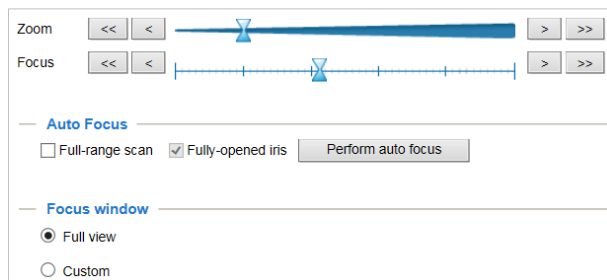 Zoom << < > >>
Focus << < > >>
Auto Focus
Full-range scan Fully-opened iris Perform auto focus
Focus window
Full view
Custom